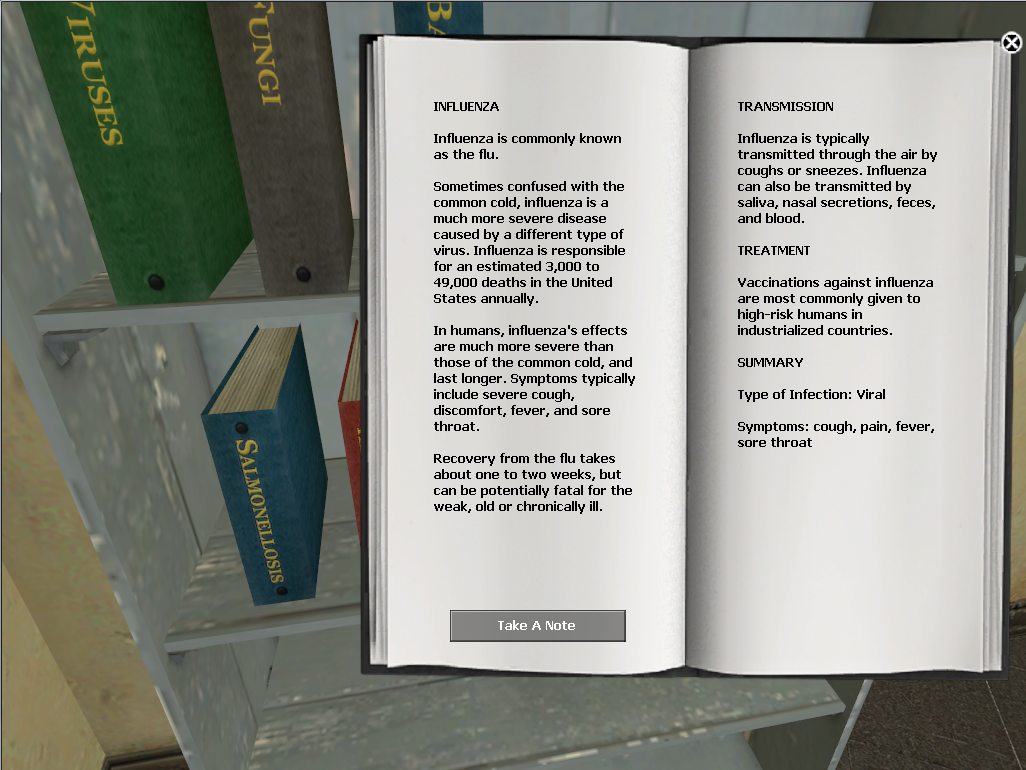 VIRUSES
FUNGI
BA
SALMONELLOSIS
INFLUENZA
Influenza is commonly known
as the flu.
Sometimes confused with the
common cold, influenza is a
much more severe disease
caused by a different type of
virus. Influenza is responsible
for an estimated 3,000 to
49,000 deaths in the United
States annually.
In humans, influenza's effects
are much more severe than
those of the common cold, and
last longer. Symptoms typically
include severe cough,
discomfort, fever, and sore
throat.
Recovery from the flu takes
about one to two weeks, but
can be potentially fatal for the
weak, old or chronically ill.
Take A Note
TRANSMISSION
Influenza is typically
transmitted through the air by
coughs or sneezes. Influenza
can also be transmitted by
saliva, nasal secretions, feces,
and blood.
TREATMENT
Vaccinations against influenza
are most commonly given to
high-risk humans in
industrialized countries.
SUMMARY
Type of Infection: Viral
Symptoms: cough, pain, fever,
sore throat